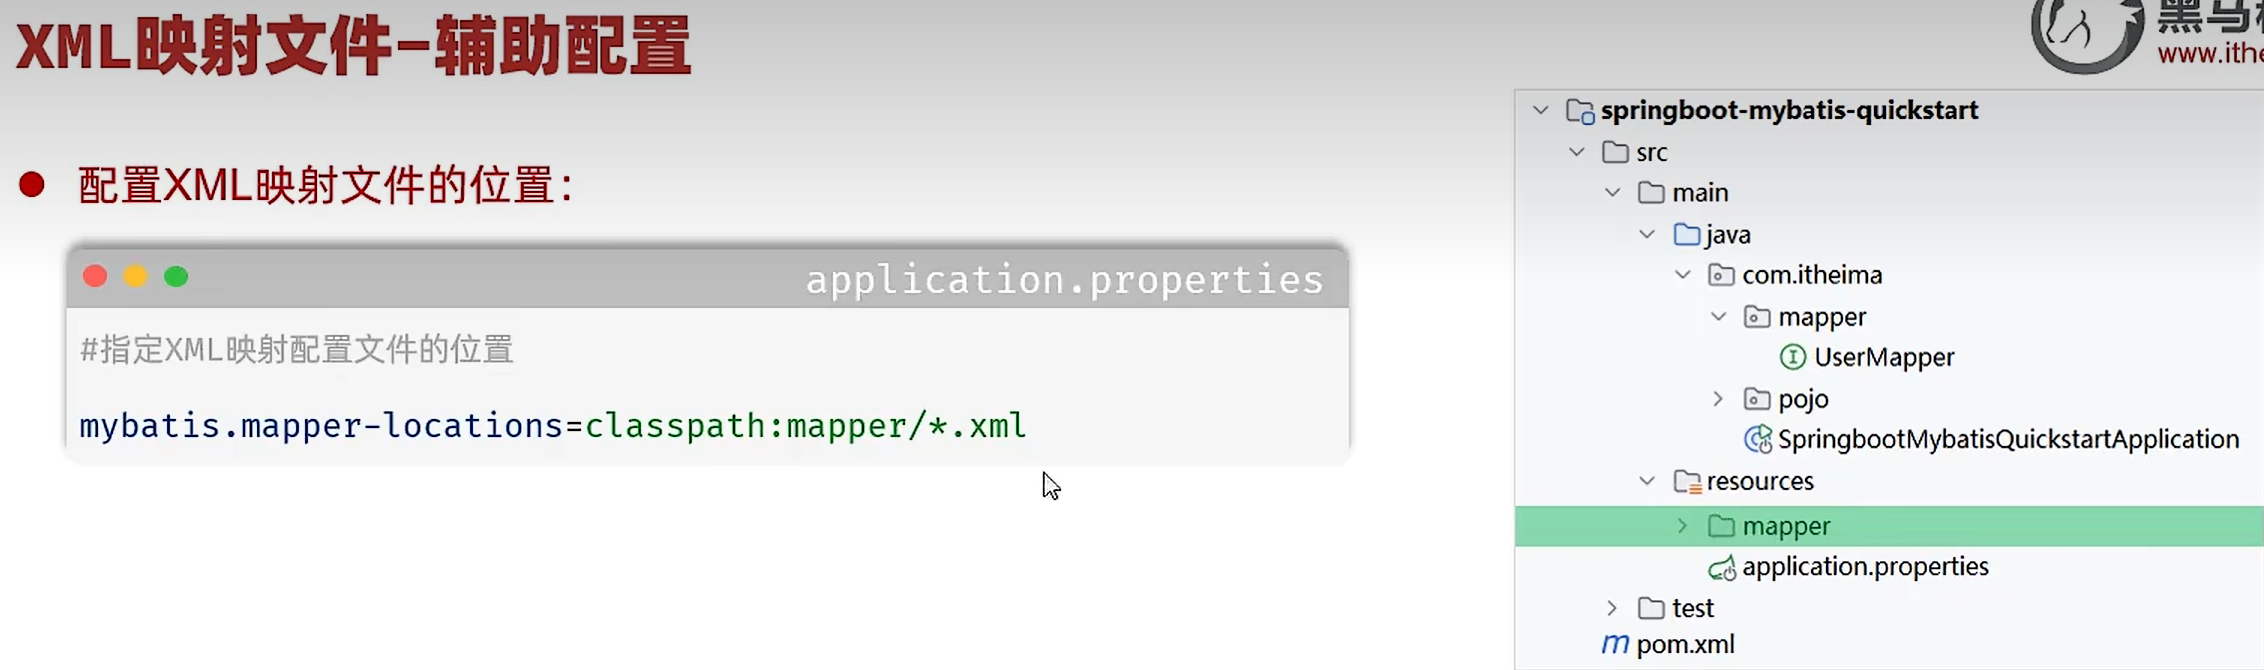 XML映射文件-辅助配置
www.ithe
配置XML映射文件的位置：
application.properties
#指定XML映射配置文件的位置
mybatis.mapper-locations=classpath:mapper/*.xml
springboot-mybatis-quickstart
src
main
java
com.itheima
mapper
UserMapper
pojo
SpringbootMybatisQuickstartApplication
resources
mapper
application.properties
test
pom.xml